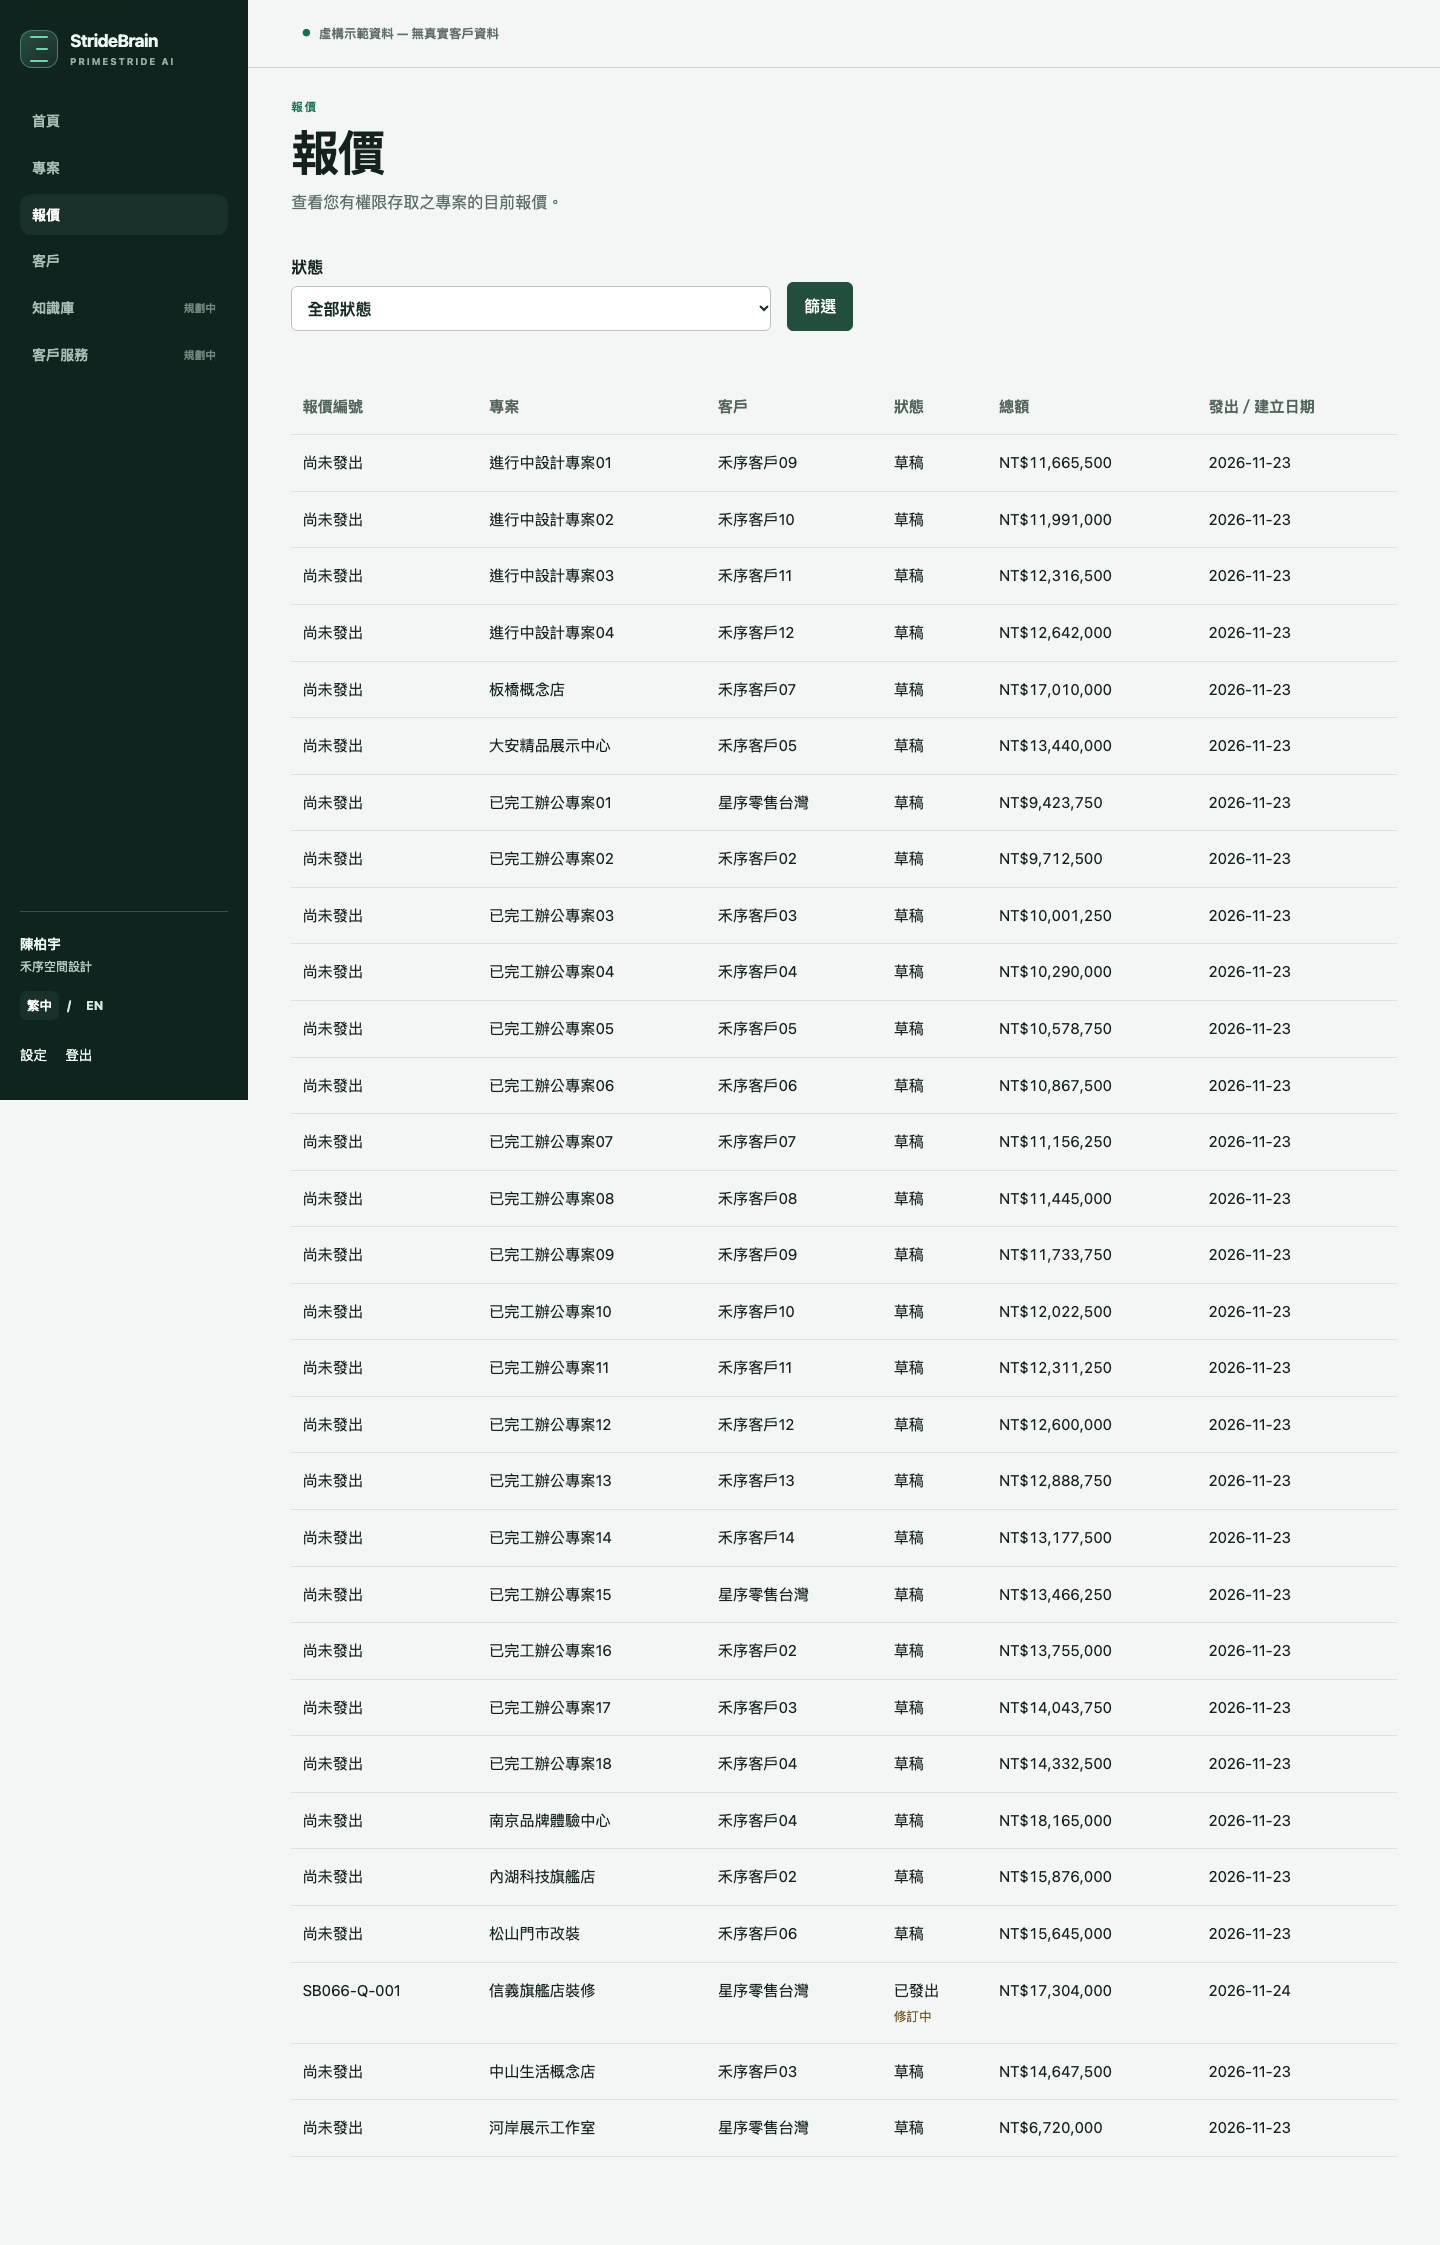 StrideBrain
PRIMESTRIDE AI
首頁
專案
報價
客戶
知識庫 規劃中
客戶服務 規劃中
陳柏宇
禾序空間設計
繁中 / EN
設定 登出
虛構示範資料 — 無真實客戶資料
報價
報價
查看您有權限存取之專案的目前報價。
狀態
全部狀態 篩選
報價編號 專案 客戶 狀態 總額 發出 / 建立日期
尚未發出 進行中設計專案01 禾序客戶09 草稿 NT$11,665,500 2026-11-23
尚未發出 進行中設計專案02 禾序客戶10 草稿 NT$11,991,000 2026-11-23
尚未發出 進行中設計專案03 禾序客戶11 草稿 NT$12,316,500 2026-11-23
尚未發出 進行中設計專案04 禾序客戶12 草稿 NT$12,642,000 2026-11-23
尚未發出 板橋概念店 禾序客戶07 草稿 NT$17,010,000 2026-11-23
尚未發出 大安精品展示中心 禾序客戶05 草稿 NT$13,440,000 2026-11-23
尚未發出 已完工辦公專案01 星序零售台灣 草稿 NT$9,423,750 2026-11-23
尚未發出 已完工辦公專案02 禾序客戶02 草稿 NT$9,712,500 2026-11-23
尚未發出 已完工辦公專案03 禾序客戶03 草稿 NT$10,001,250 2026-11-23
尚未發出 已完工辦公專案04 禾序客戶04 草稿 NT$10,290,000 2026-11-23
尚未發出 已完工辦公專案05 禾序客戶05 草稿 NT$10,578,750 2026-11-23
尚未發出 已完工辦公專案06 禾序客戶06 草稿 NT$10,867,500 2026-11-23
尚未發出 已完工辦公專案07 禾序客戶07 草稿 NT$11,156,250 2026-11-23
尚未發出 已完工辦公專案08 禾序客戶08 草稿 NT$11,445,000 2026-11-23
尚未發出 已完工辦公專案09 禾序客戶09 草稿 NT$11,733,750 2026-11-23
尚未發出 已完工辦公專案10 禾序客戶10 草稿 NT$12,022,500 2026-11-23
尚未發出 已完工辦公專案11 禾序客戶11 草稿 NT$12,311,250 2026-11-23
尚未發出 已完工辦公專案12 禾序客戶12 草稿 NT$12,600,000 2026-11-23
尚未發出 已完工辦公專案13 禾序客戶13 草稿 NT$12,888,750 2026-11-23
尚未發出 已完工辦公專案14 禾序客戶14 草稿 NT$13,177,500 2026-11-23
尚未發出 已完工辦公專案15 星序零售台灣 草稿 NT$13,466,250 2026-11-23
尚未發出 已完工辦公專案16 禾序客戶02 草稿 NT$13,755,000 2026-11-23
尚未發出 已完工辦公專案17 禾序客戶03 草稿 NT$14,043,750 2026-11-23
尚未發出 已完工辦公專案18 禾序客戶04 草稿 NT$14,332,500 2026-11-23
尚未發出 南京品牌體驗中心 禾序客戶04 草稿 NT$18,165,000 2026-11-23
尚未發出 內湖科技旗艦店 禾序客戶02 草稿 NT$15,876,000 2026-11-23
尚未發出 松山門市改裝 禾序客戶06 草稿 NT$15,645,000 2026-11-23
SB066-Q-001 信義旗艦店裝修 星序零售台灣 已發出 NT$17,304,000 2026-11-24
修訂中
尚未發出 中山生活概念店 禾序客戶03 草稿 NT$14,647,500 2026-11-23
尚未發出 河岸展示工作室 星序零售台灣 草稿 NT$6,720,000 2026-11-23